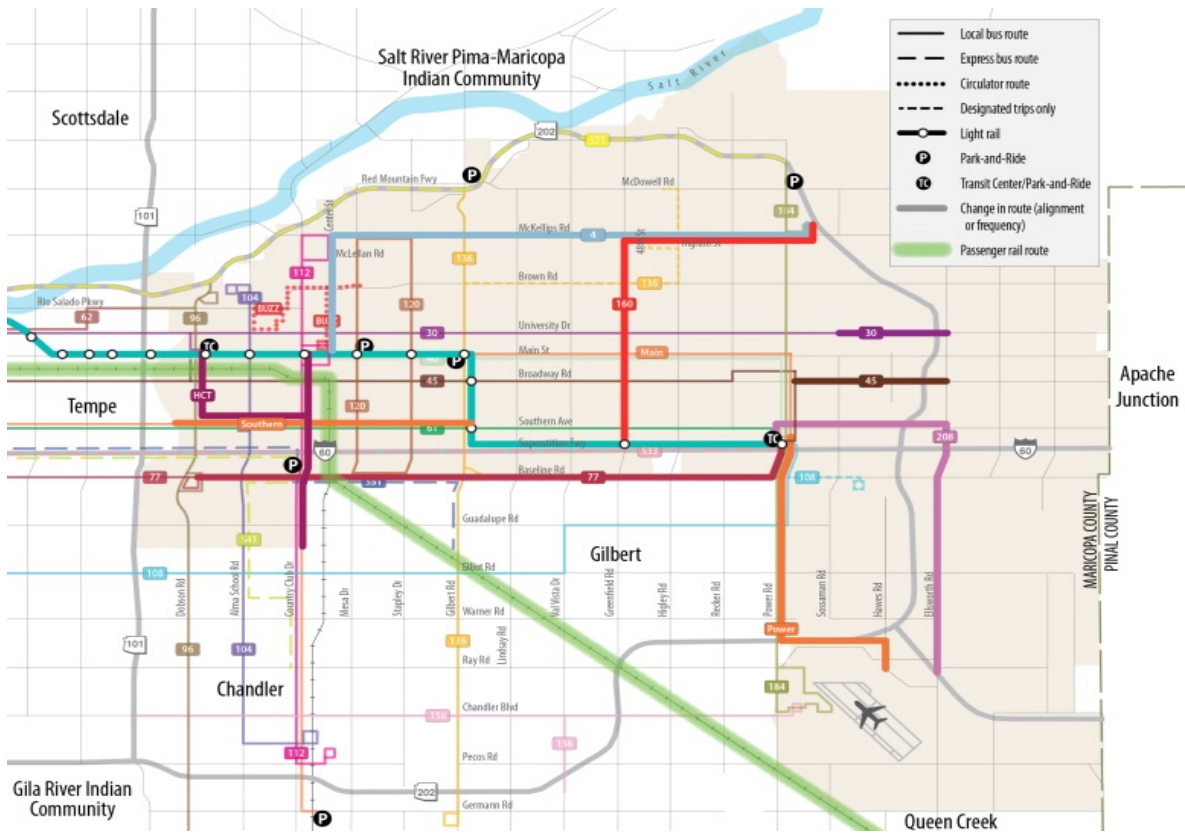 Salt River Pima-Maricopa
Indian Community
Salt River
Scottsdale
Local bus route
Express bus route
Circulator route
Designated trips only
Light rail
P
Park-and-Ride
TC
Transit Center/Park-and-Ride
Change in route (alignment
or frequency)
Passenger rail route
202
535
P
Red Mountain Fwy
McDowell Rd
P
101
184
Center St
McKellips Rd
4
48th St
Ingram St
McLellan Rd
112
136
Brown Rd
136
104
Rio Salado Pkwy
62
96
BUZZ
BUZZ
120
160
University Dr
30
30
TC
P
P
40
Main St
Main
45
Broadway Rd
45
HCT
Tempe
120
Apache
Junction
Southern
61
Southern Ave
Superstition Fwy
533
TC
208
60
60
P
77
Baseline Rd
77
108
531
Guadalupe Rd
541
Gilbert
MARICOPA COUNTY
PINAL COUNTY
108
Elliot Rd
Dobson Rd
Alma School Rd
Country Club Dr
Mesa Dr
Stapley Dr
Gilbert Rd
Lindsay Rd
Val Vista Dr
Greenfield Rd
Higley Rd
Recker Rd
Power Rd
Sossaman Rd
Hawes Rd
Ellsworth Rd
Warner Rd
Power
101
96
104
136
Ray Rd
Chandler
184
Chandler Blvd
156
156
112
Pecos Rd
Gila River Indian
Community
202
Germann Rd
P
Queen Creek